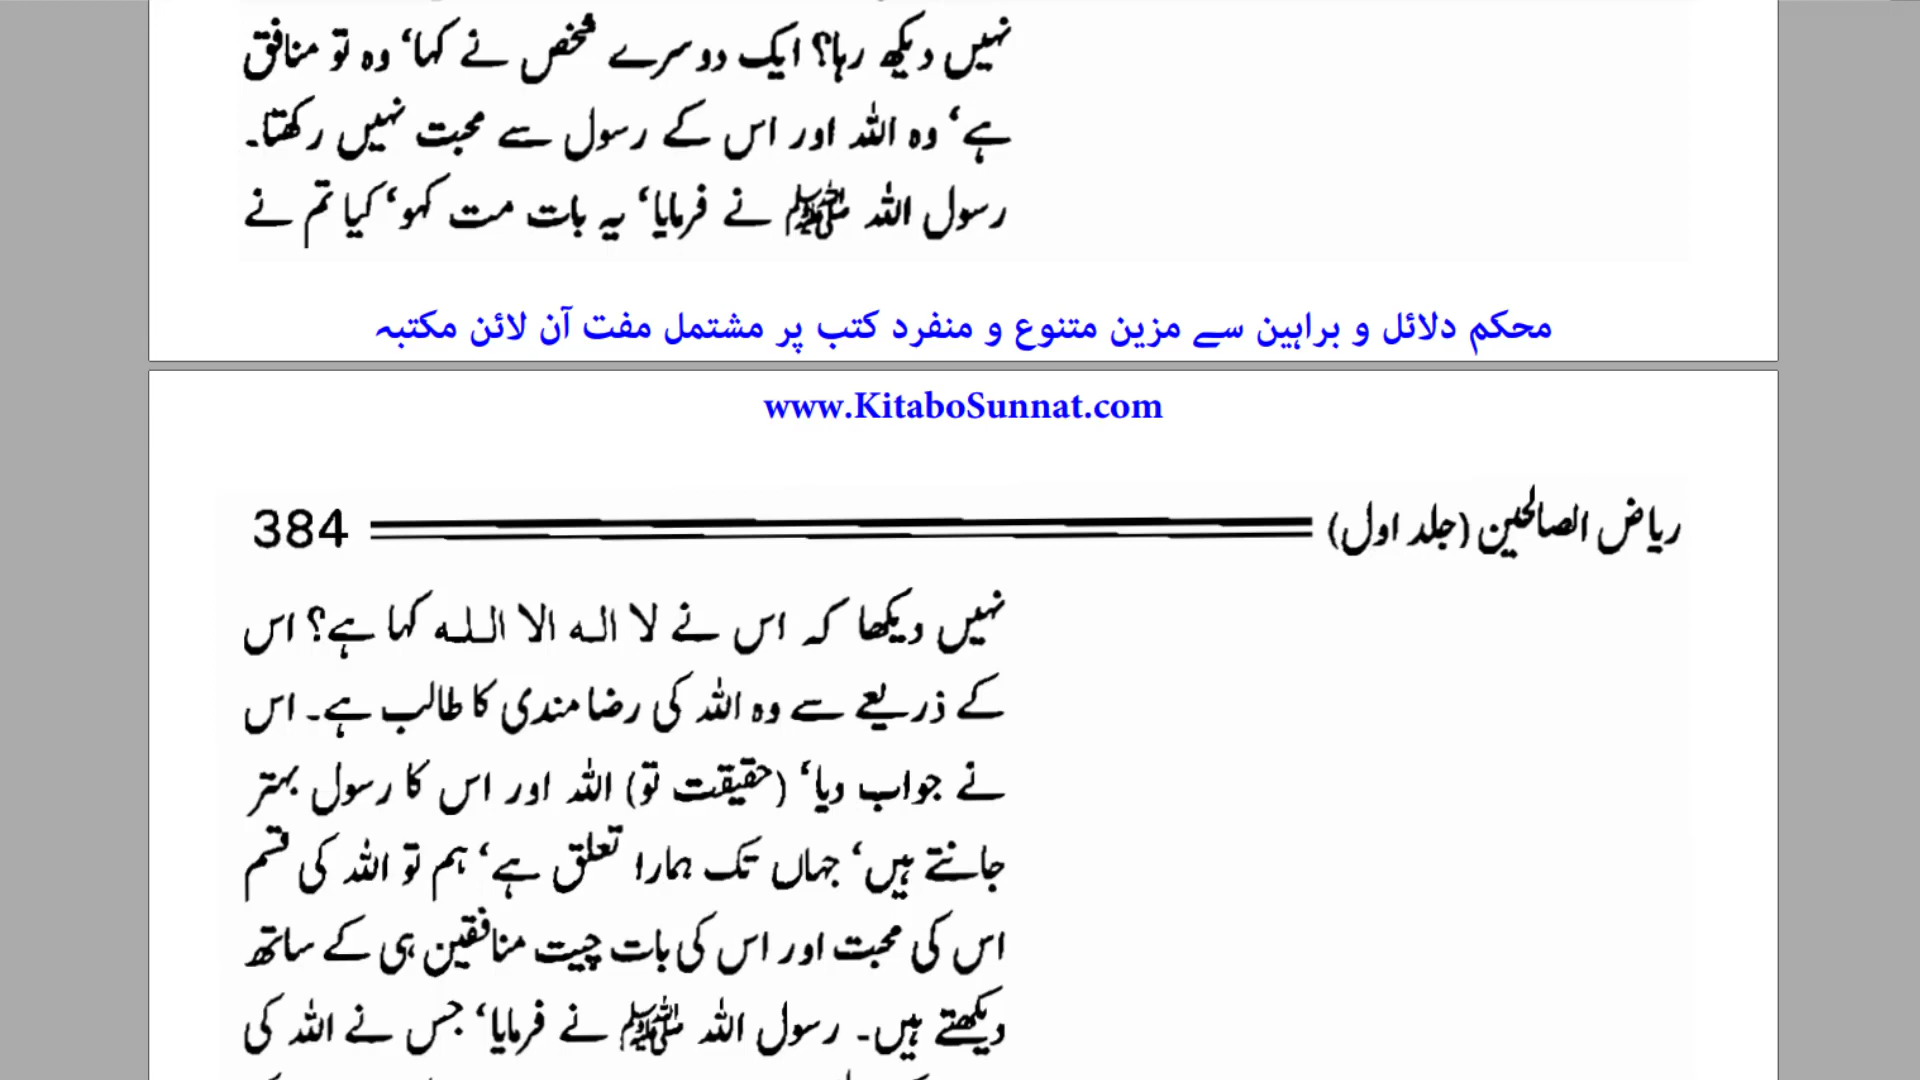 نہیں دیکھ رہا؟ ایک دوسرے شخص نے کہا‘ وہ تو منافق
ہے‘ وہ اللہ اور اس کے رسول سے محبت نہیں رکھتا۔
رسول اللہ ﷺ نے فرمایا‘ یہ بات مت کہو‘ کیا تم نے
محکم دلائل و براہین سے مزین متنوع و منفرد کتب پر مشتمل مفت آن لائن مکتبہ
www.KitaboSunnat.com
ریاض الصالحین (جلد اول) 384
نہیں دیکھا کہ اس نے لا الہ الا اللہ کہا ہے؟ اس
کے ذریعے سے وہ اللہ کی رضا مندی کا طالب ہے۔ اس
نے جواب دیا‘ (حقیقت تو) اللہ اور اس کا رسول بہتر
جانتے ہیں‘ جہاں تک ہمارا تعلق ہے‘ ہم تو اللہ کی قسم
اس کی محبت اور اس کی بات چیت منافقین ہی کے ساتھ
دیکھتے ہیں۔ رسول اللہ ﷺ نے فرمایا‘ جس نے اللہ کی